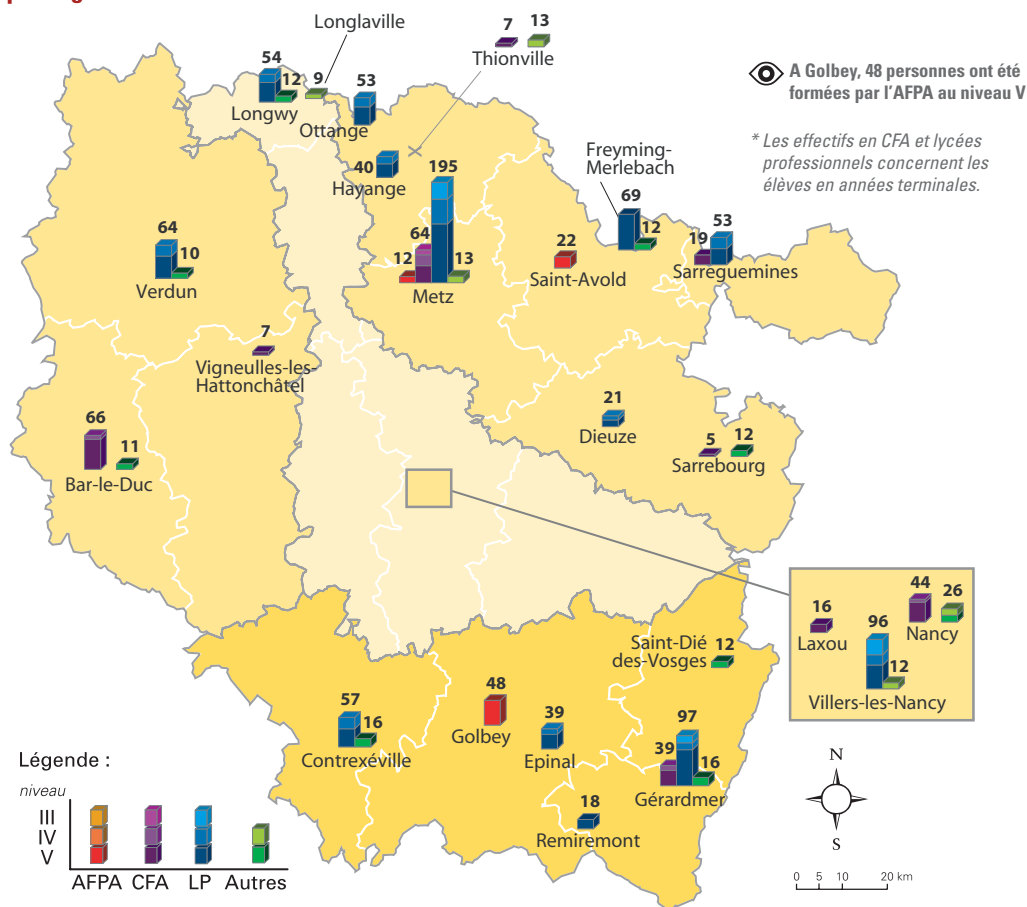 Longlaville
7 13
Thionville
54 12 9 53
Longwy
Ottange
A Golbey, 48 personnes ont été
formées par l'AFPA au niveau V
* Les effectifs en CFA et lycées
professionnels concernent les
élèves en années terminales.
40
Hayange
195
64
12 13
Metz
Freyming-
Merlebach
69
12
22
Saint-Avold
53
19
Sarreguemines
64
10
Verdun
7
Vigneulles-les-
Hattonchâtel
66
11
Bar-le-Duc
21
Dieuze
5 12
Sarrebourg
16
Laxou
44 26
Nancy
96
12
Villers-les-Nancy
Saint-Dié
des-Vosges
12
57
16
Contrexéville
48
Golbey
39
Epinal
97
39 16
Gérardmer
18
Remiremont
Légende :
niveau
III
IV
V
AFPA CFA LP Autres
N
S
0 5 10 20 km